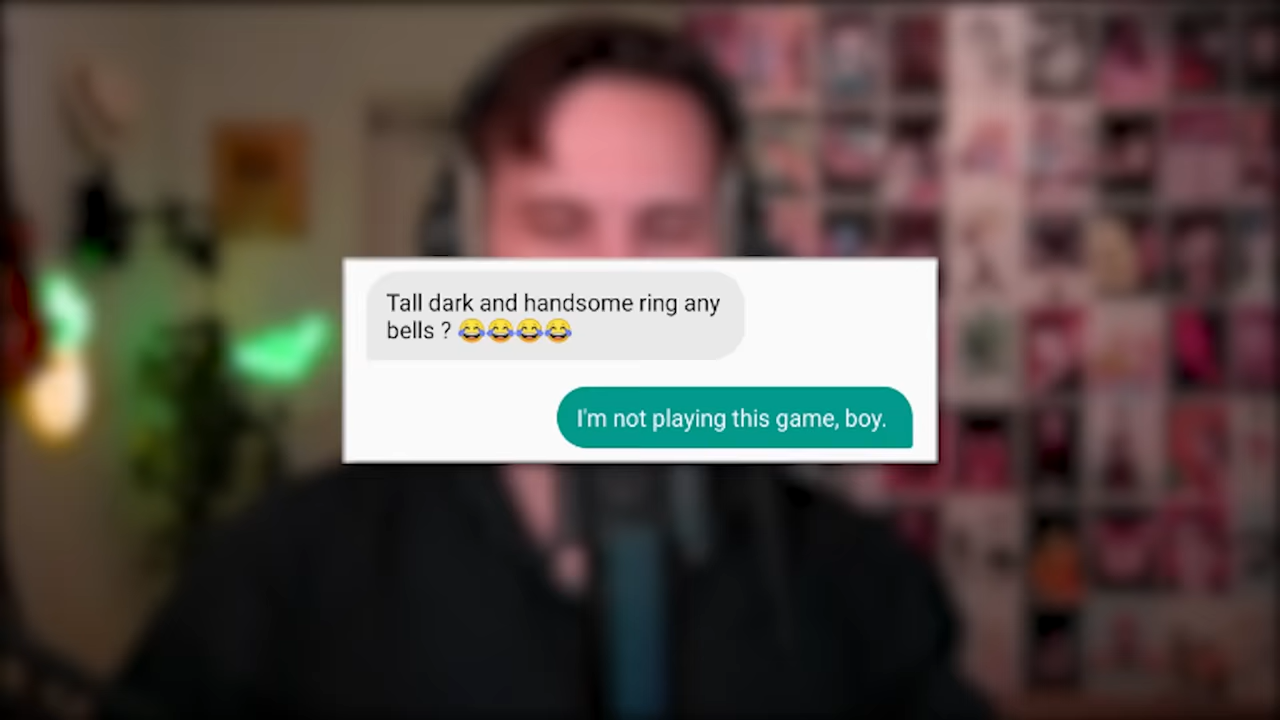 Tall dark and handsome ring any
bells ? 😂😂😂😂
I'm not playing this game, boy.